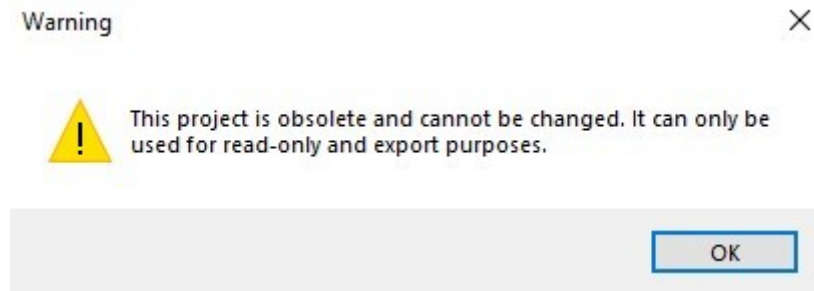 Warning
This project is obsolete and cannot be changed. It can only be
used for read-only and export purposes.
OK